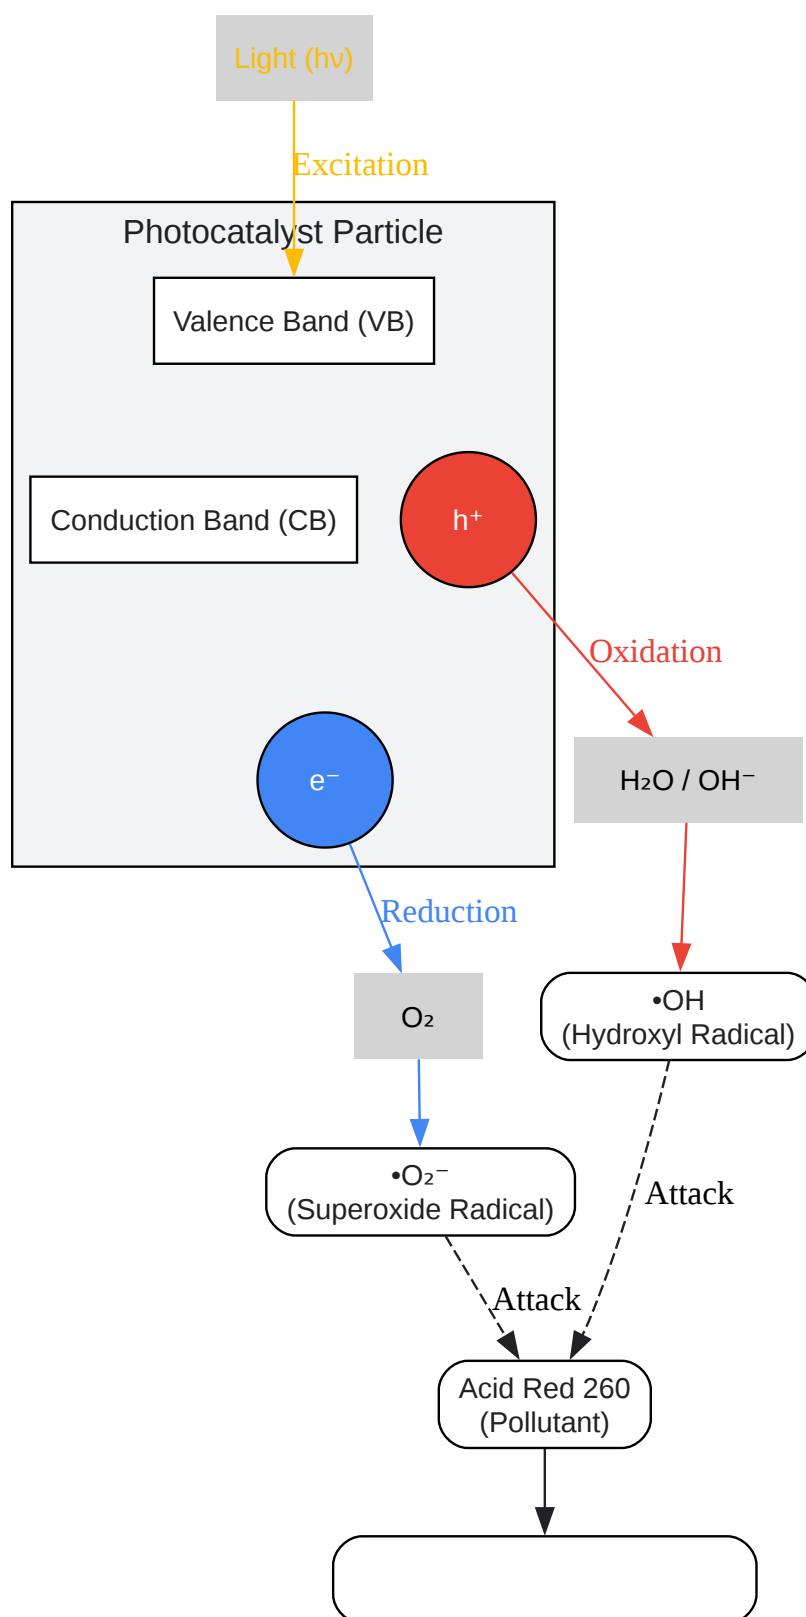 Light (hν)
Excitation
Photocatalyst Particle
Valence Band (VB)
Conduction Band (CB)
h⁺
Oxidation
e⁻
H₂O / OH⁻
Reduction
O₂
•OH
(Hydroxyl Radical)
•O₂⁻
(Superoxide Radical)
Attack
Attack
Acid Red 260
(Pollutant)